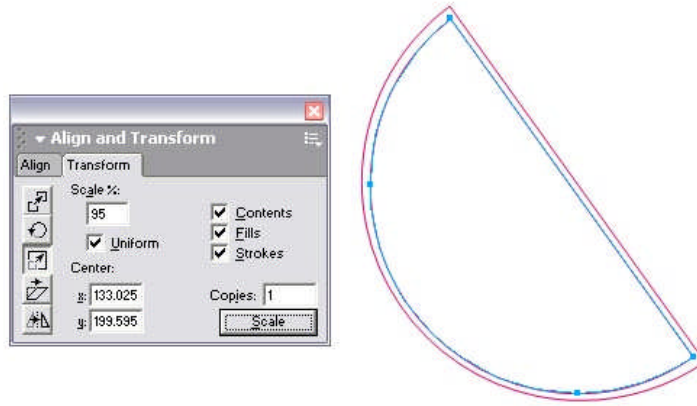 Align and Transform
Align Transform
Scale %:
95
Uniform
Center:
x: 133.025
y: 199.595
Contents
Fills
Strokes
Copies: 1
Scale